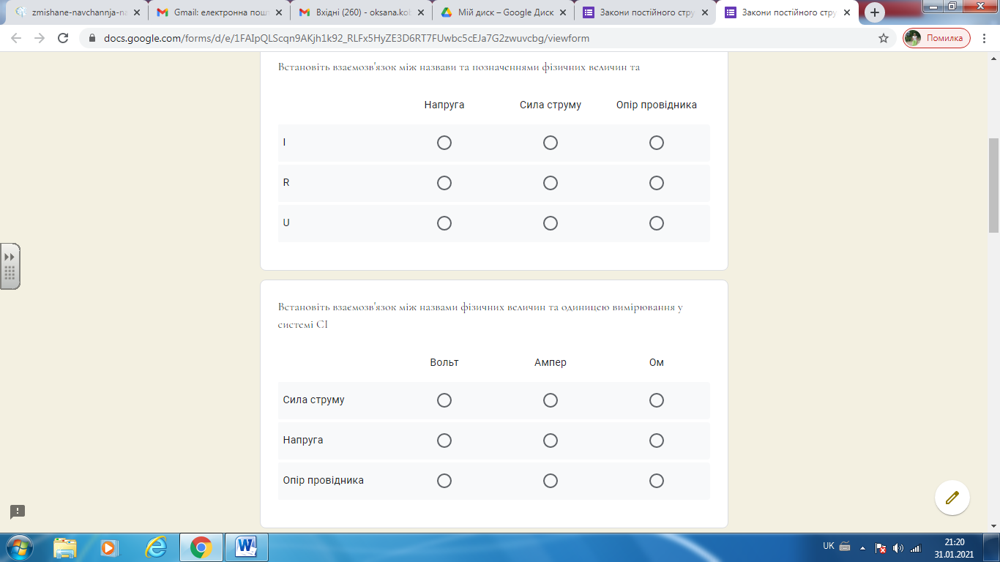 zmishane-navchannja-na
Gmail: електронна пошт
Вхідні (260) - oksana.kob
Мій диск – Google Диск
Закони постійного стру
Закони постійного стру
docs.google.com/forms/d/e/1FAIpQLScqn9AKjh1k92_RLFx5HyZE3D6RT7FUwbc5cEJa7G2zwuvcbg/viewform
Помилка
Встановіть взаємозв'язок між назвави та позначеннями фізичних величин та
Напруга Сила струму Опір провідника
I
R
U
Встановіть взаємозв'язок між назвами фізичних величин та одиницею вимірювання у
системі СІ
Вольт Ампер Ом
Сила струму
Напруга
Опір провідника
UK
21:20
31.01.2021